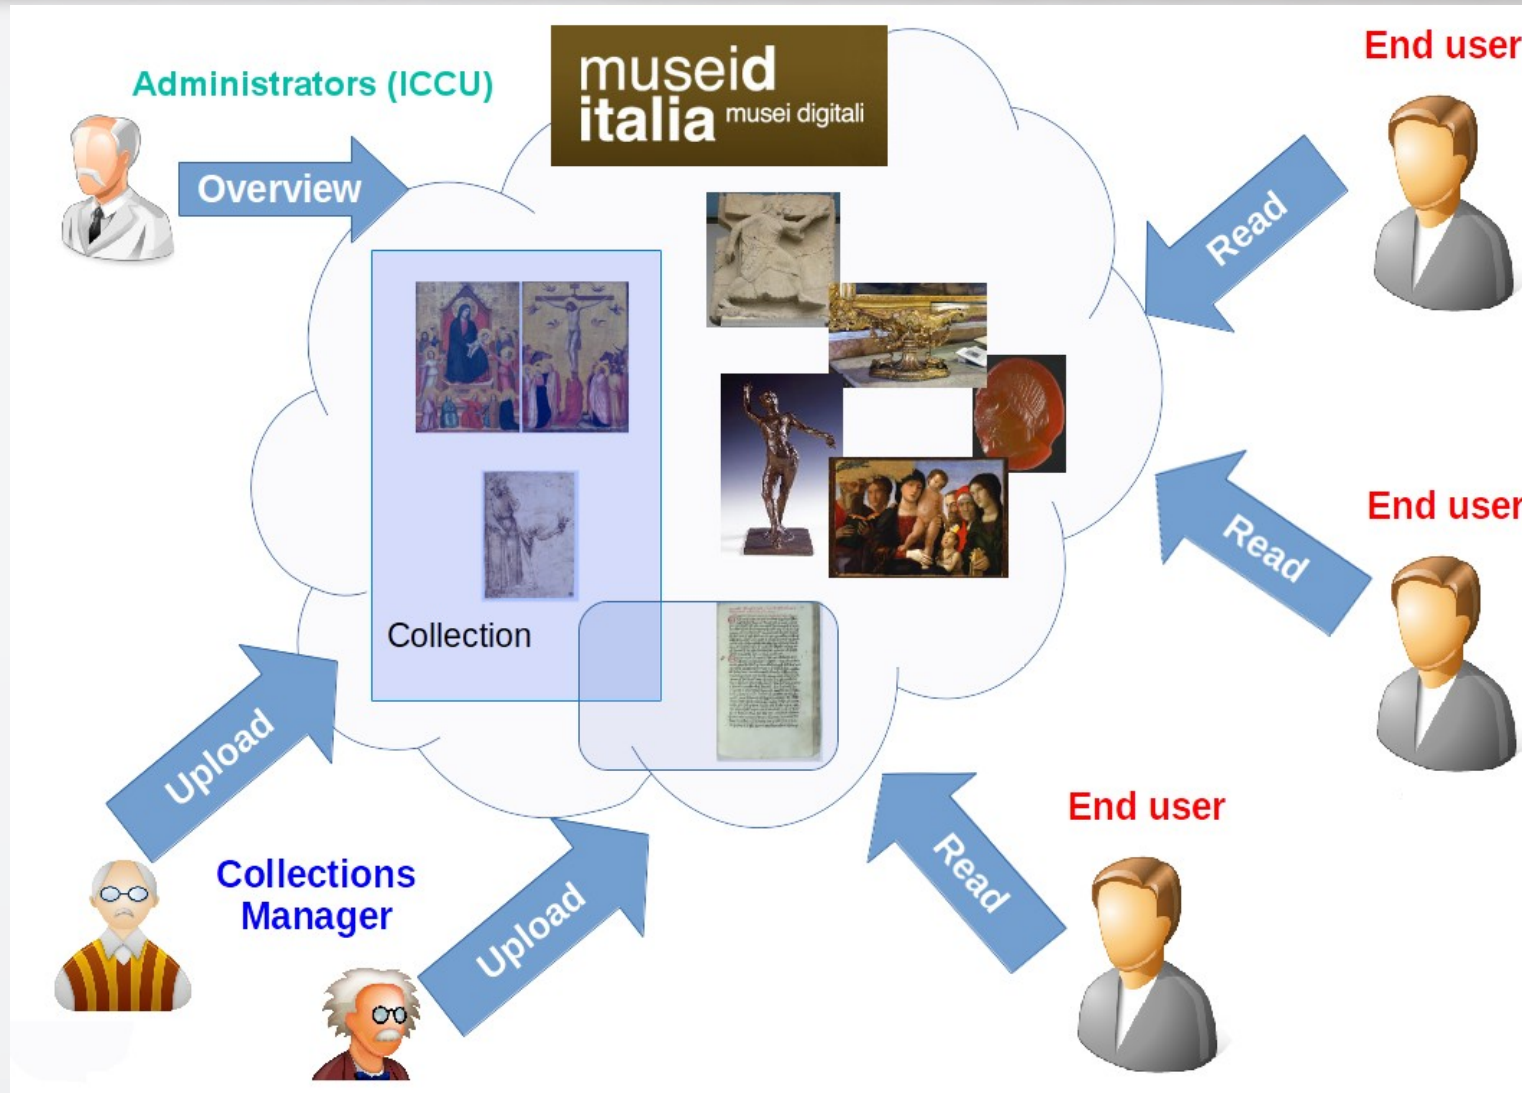 End user
museid
italia musei digitali
Administrators (ICCU)
Overview
Read
End user
Read
Collection
Upload
End user
Read
Collections
Manager
Upload